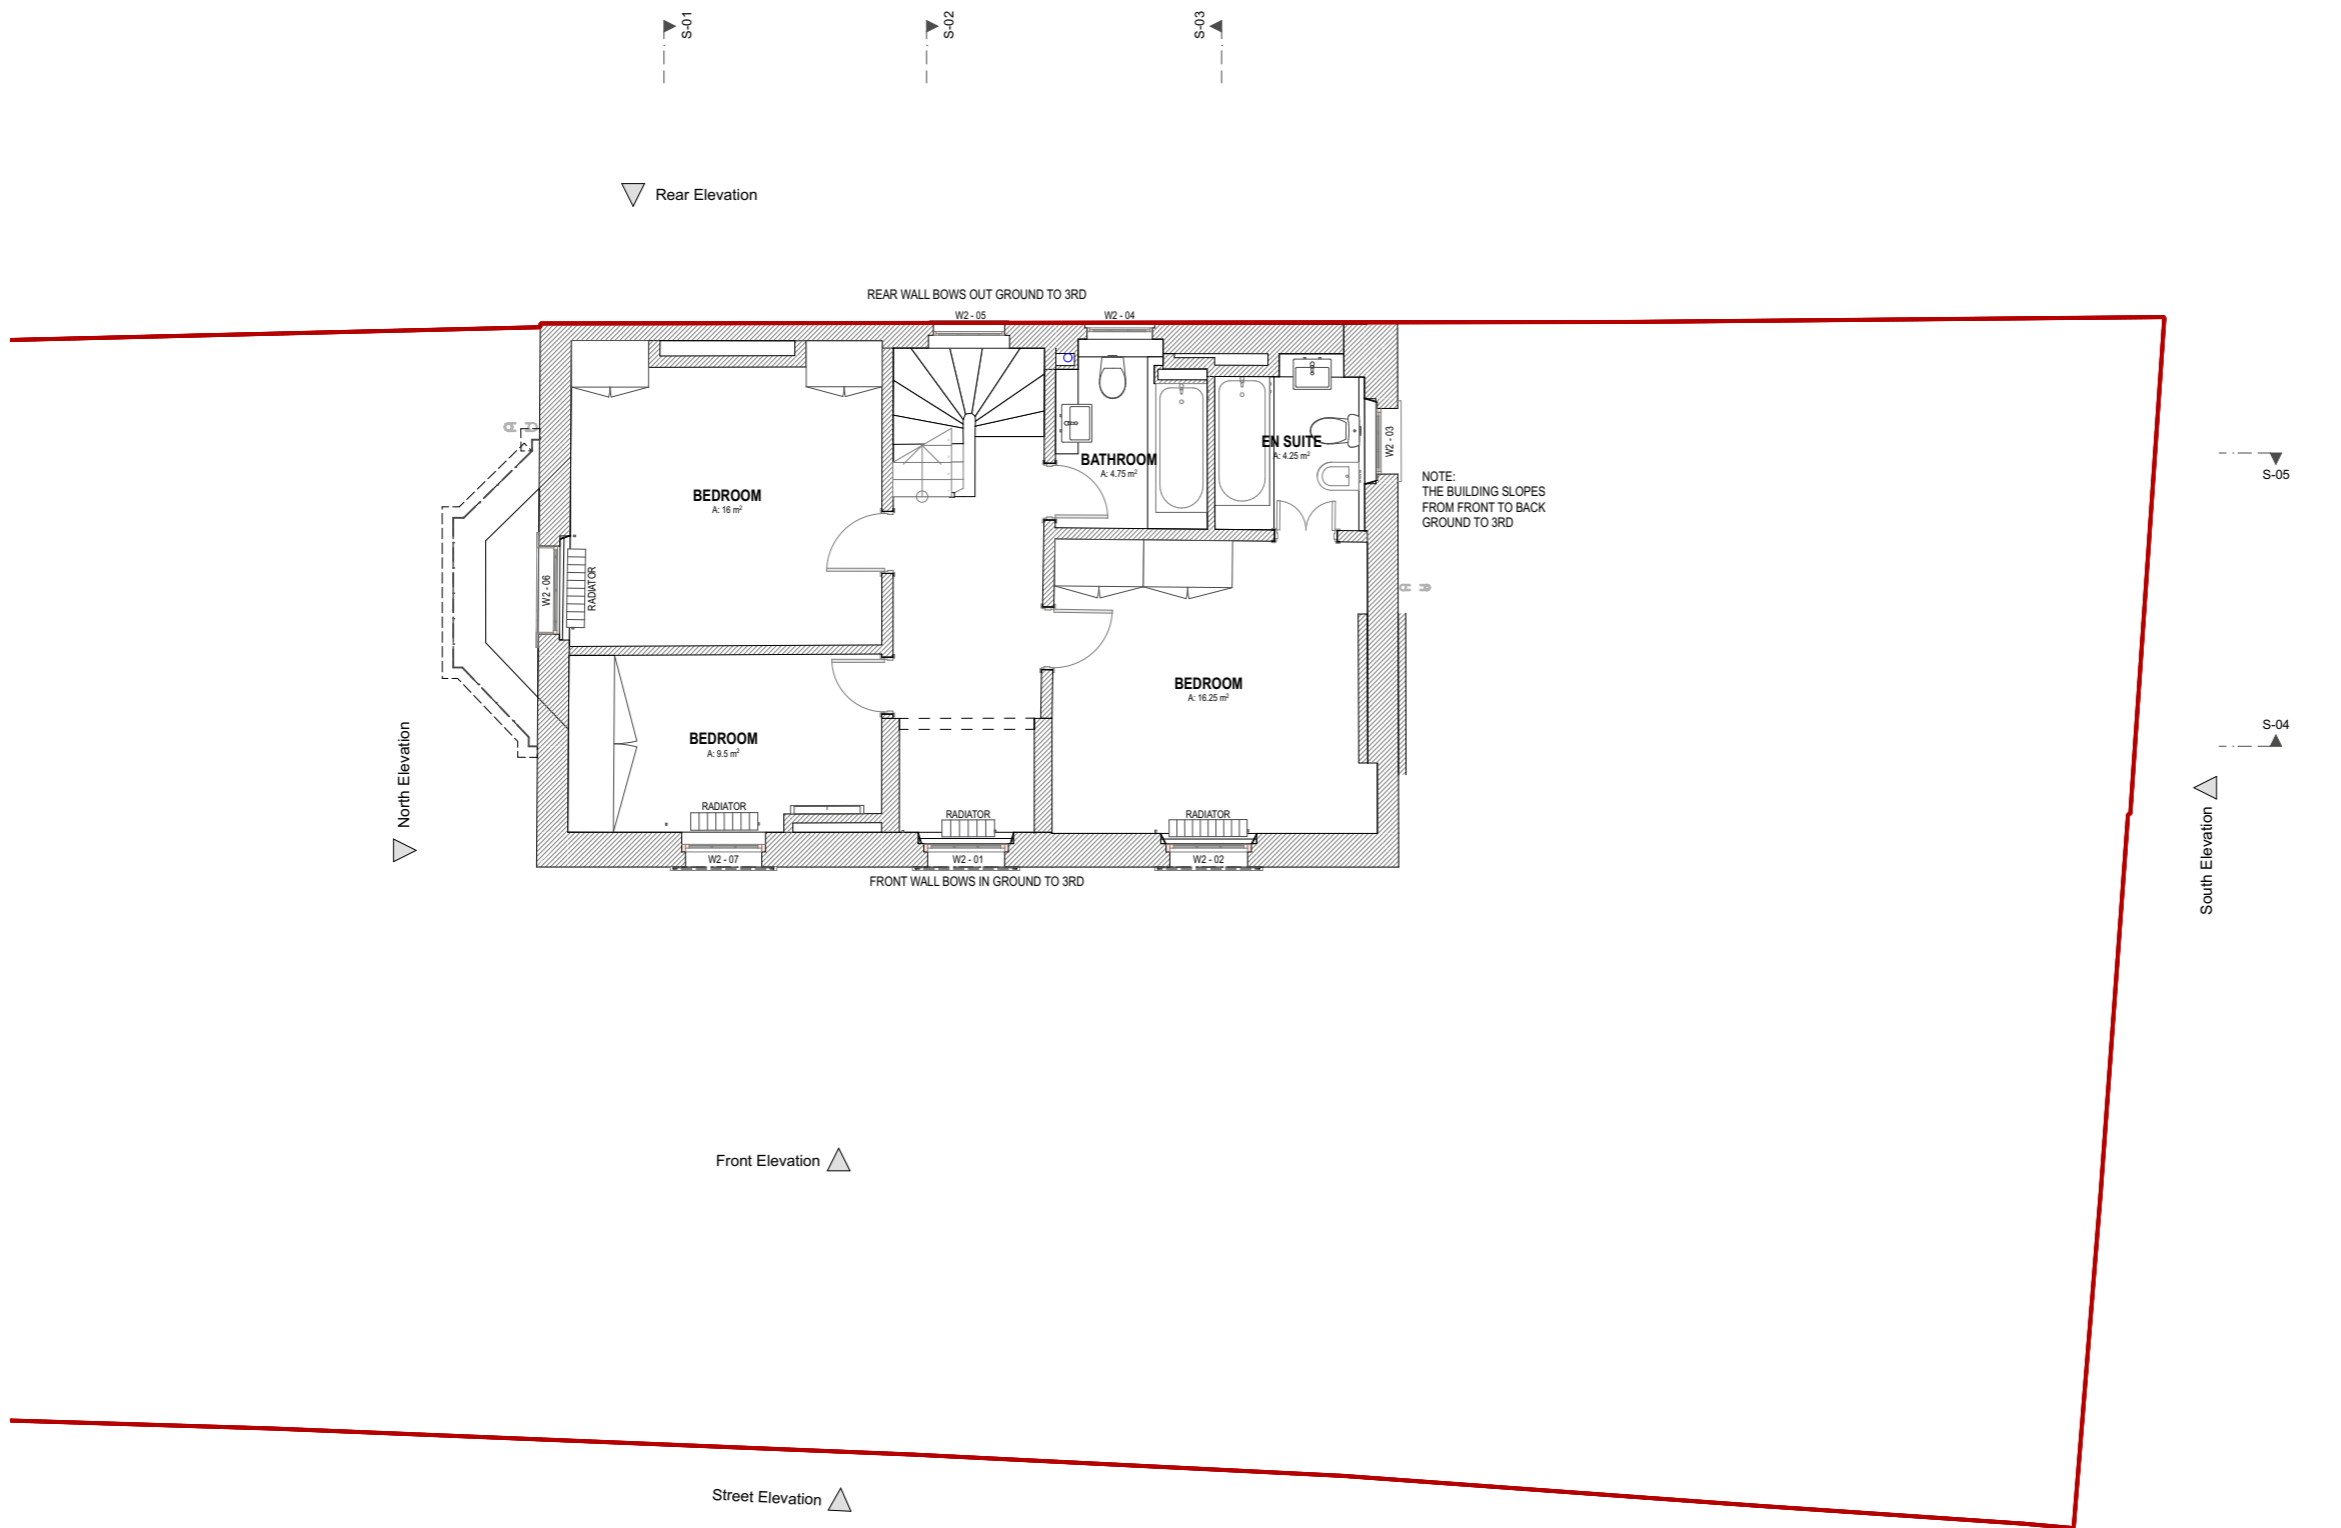 S-01
S-02
S-03
Rear Elevation
REAR WALL BOWS OUT GROUND TO 3RD
W2 - 05
W2 - 04
W2 - 03
EN SUITE
A: 4.25 m²
BATHROOM
A: 4.75 m²
S-05
NOTE:
THE BUILDING SLOPES
FROM FRONT TO BACK
GROUND TO 3RD
BEDROOM
A: 16 m²
W2 - 06
RADIATOR
BEDROOM
A: 16.25 m²
S-04
BEDROOM
A: 9.5 m²
North Elevation
South Elevation
RADIATOR
RADIATOR
RADIATOR
W2 - 07
W2 - 01
W2 - 02
FRONT WALL BOWS IN GROUND TO 3RD
Front Elevation
Street Elevation